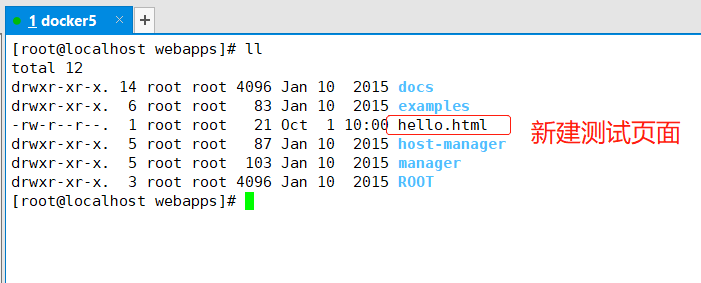 1 docker5
[root@localhost webapps]# ll
total 12
drwxr-xr-x. 14 root root 4096 Jan 10  2015 docs
drwxr-xr-x.  6 root root   83 Jan 10  2015 examples
-rw-r--r--.  1 root root   21 Oct  1 10:00 hello.html 新建测试页面
drwxr-xr-x.  5 root root   87 Jan 10  2015 host-manager
drwxr-xr-x.  5 root root  103 Jan 10  2015 manager
drwxr-xr-x.  3 root root 4096 Jan 10  2015 ROOT
[root@localhost webapps]#